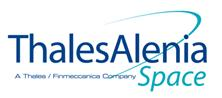 ThalesAlenia
A Thales / Finmeccanica Company Space